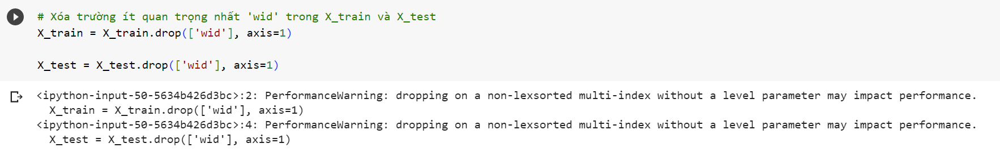 # Xóa trường ít quan trọng nhất 'wid' trong X_train và X_test
X_train = X_train.drop(['wid'], axis=1)
X_test = X_test.drop(['wid'], axis=1)
<ipython-input-50-5634b426d3bc>:2: PerformanceWarning: dropping on a non-lexsorted multi-index without a level parameter may impact performance.
  X_train = X_train.drop(['wid'], axis=1)
<ipython-input-50-5634b426d3bc>:4: PerformanceWarning: dropping on a non-lexsorted multi-index without a level parameter may impact performance.
  X_test = X_test.drop(['wid'], axis=1)